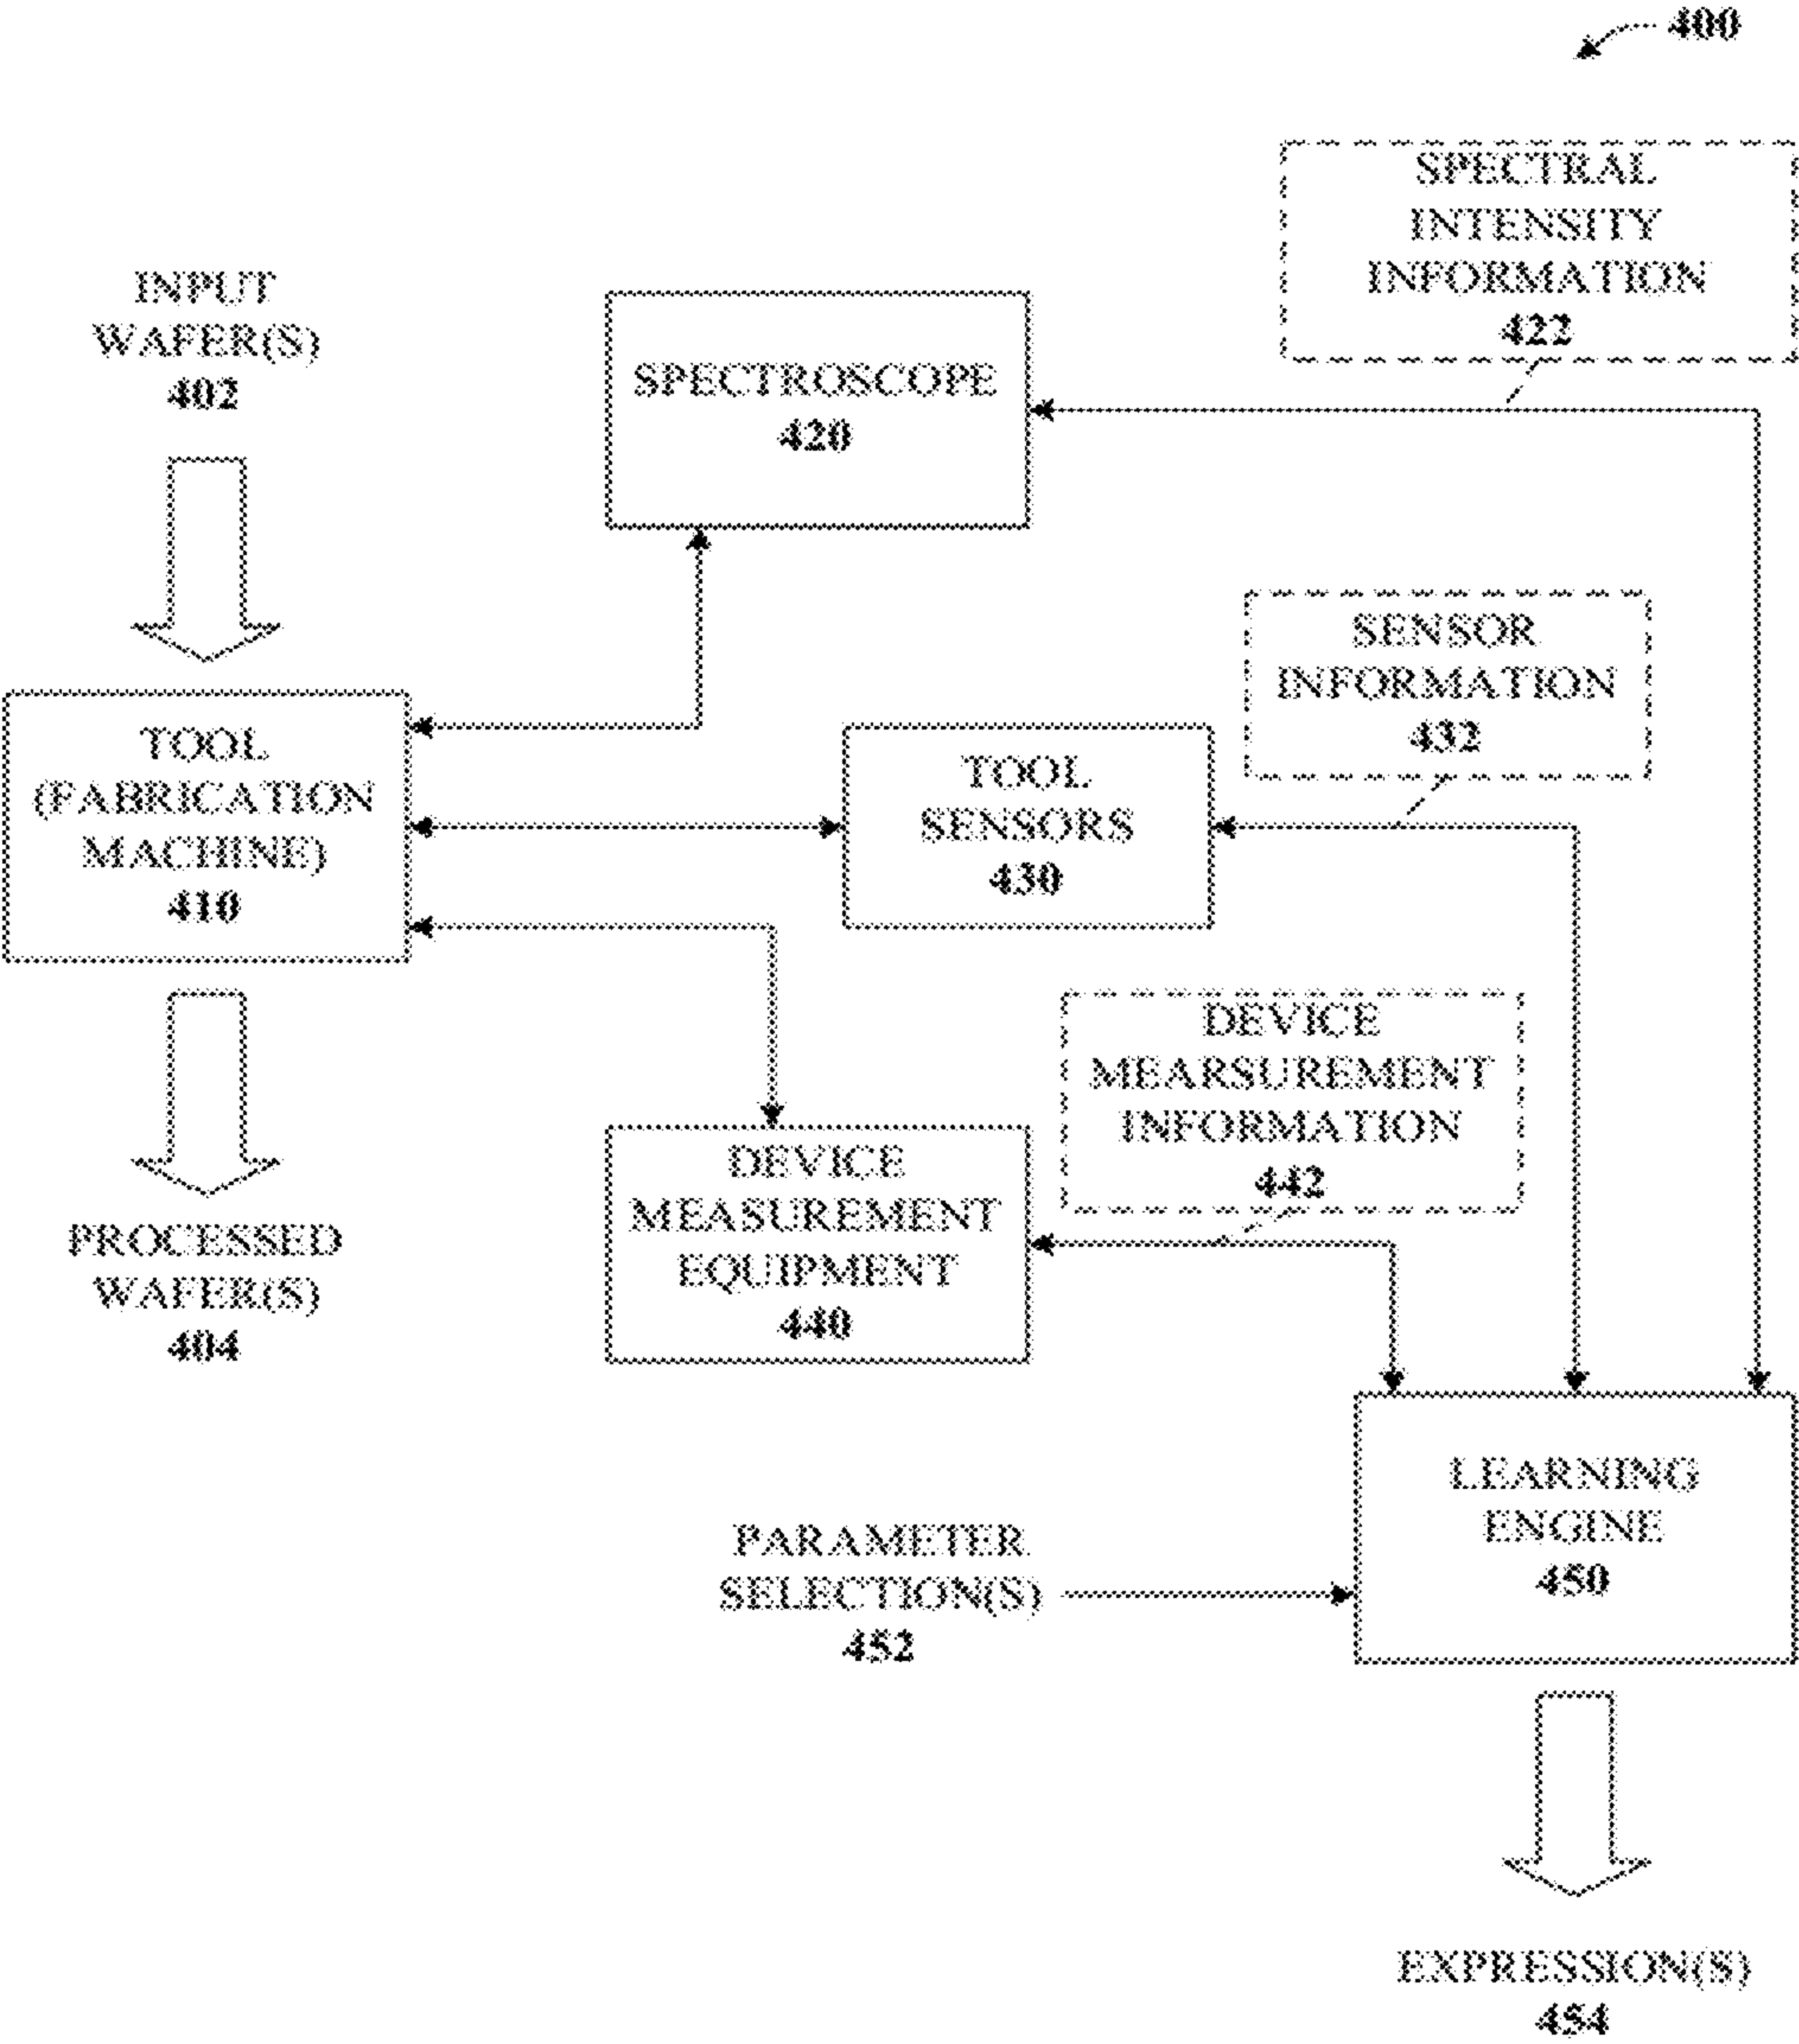 400
SPECTRAL
INTENSITY
INFORMATION
422
INPUT
WAFER(S)
402
SPECTROSCOPE
420
SENSOR
INFORMATION
432
TOOL
(FABRICATION
MACHINE)
410
TOOL
SENSORS
430
DEVICE
MEARSUREMENT
INFORMATION
442
DEVICE
MEASUREMENT
EQUIPMENT
440
PROCESSED
WAFER(S)
404
LEARNING
ENGINE
450
PARAMETER
SELECTION(S)
452
EXPRESSION(S)
454